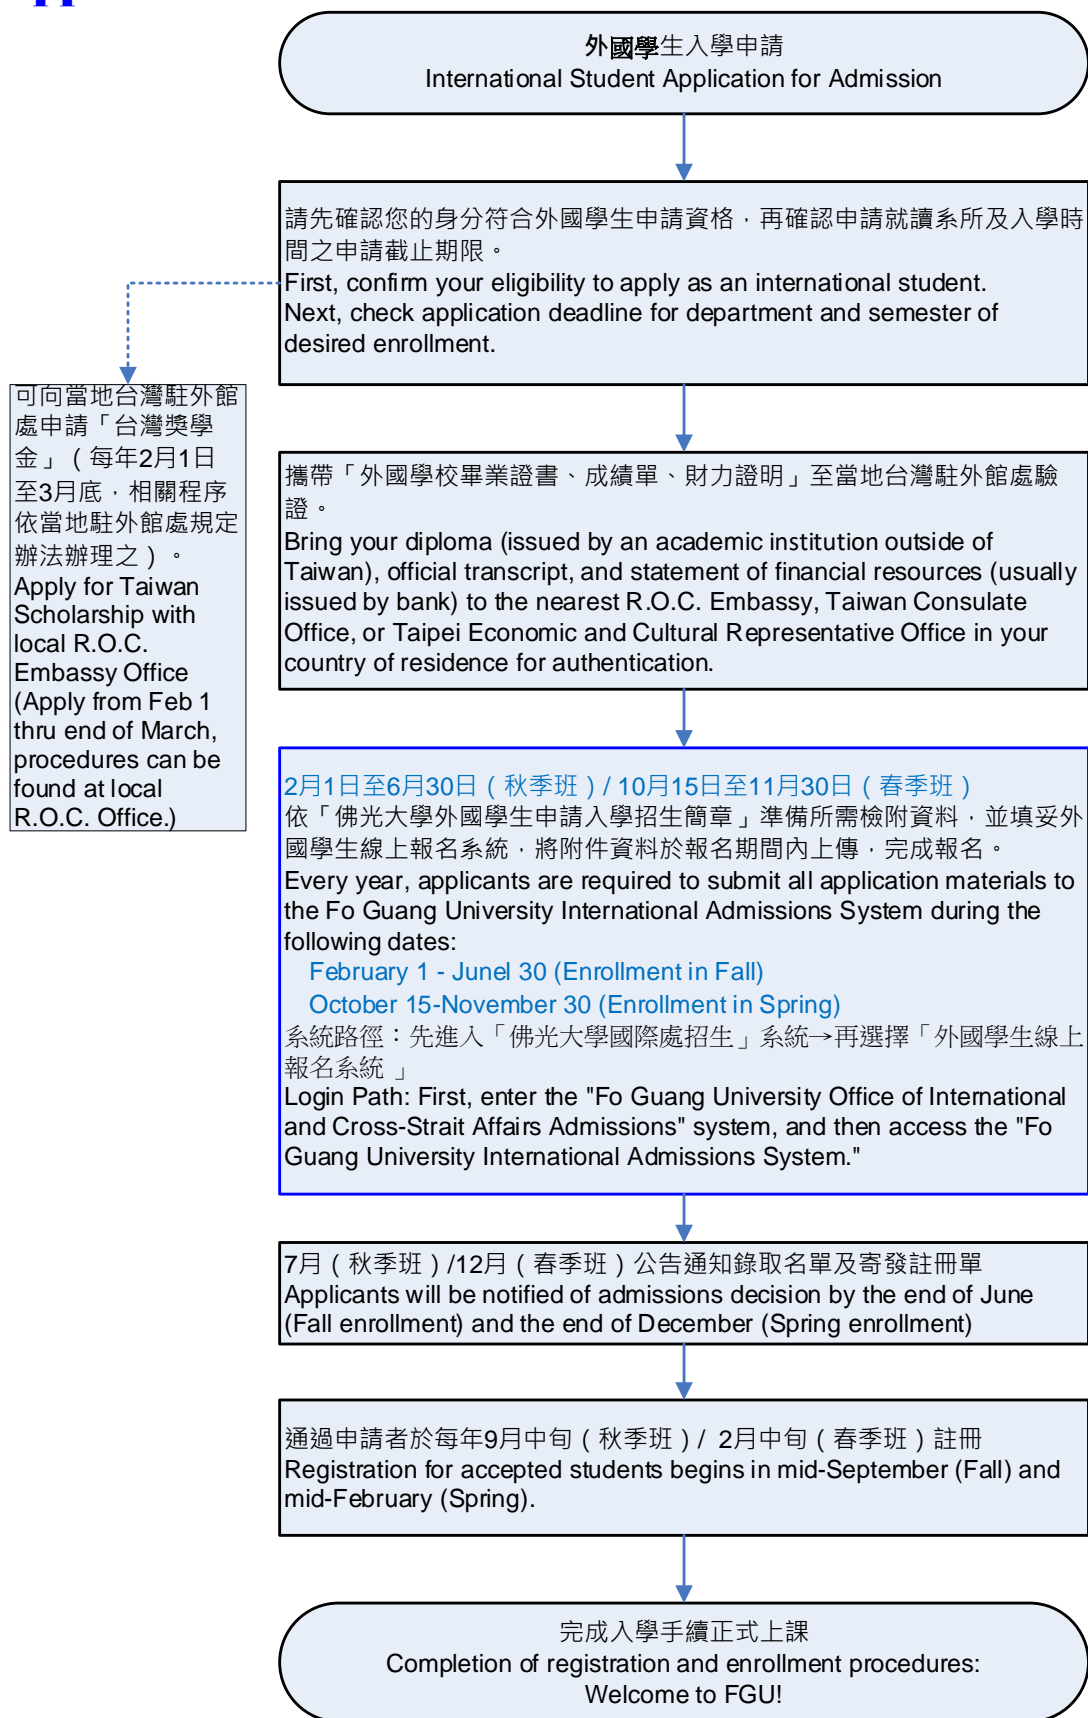 外國學生入學申請
International Student Application for Admission
請先確認您的身分符合外國學生申請資格，再確認申請就讀系所及入學時
間之申請截止期限。
First, confirm your eligibility to apply as an international student.
Next, check application deadline for department and semester of
desired enrollment.
可向當地台灣駐外館
處申請「台灣獎學
金」（每年2月1日
至3月底，相關程序
依當地駐外館處規定
辦法辦理之）。
Apply for Taiwan
Scholarship with
local R.O.C.
Embassy Office
(Apply from Feb 1
thru end of March,
procedures can be
found at local
R.O.C. Office.)
攜帶「外國學校畢業證書、成績單、財力證明」至當地台灣駐外館處驗
證。
Bring your diploma (issued by an academic institution outside of
Taiwan), official transcript, and statement of financial resources (usually
issued by bank) to the nearest R.O.C. Embassy, Taiwan Consulate
Office, or Taipei Economic and Cultural Representative Office in your
country of residence for authentication.
2月1日至6月30日（秋季班）/ 10月15日至11月30日（春季班）
依「佛光大學外國學生申請入學招生簡章」準備所需檢附資料，並填妥外
國學生線上報名系統，將附件資料於報名期間內上傳，完成報名。
Every year, applicants are required to submit all application materials to
the Fo Guang University International Admissions System during the
following dates:
February 1 - Junel 30 (Enrollment in Fall)
October 15-November 30 (Enrollment in Spring)
系統路徑：先進入「佛光大學國際處招生」系統→再選擇「外國學生線上
報名系統 」
Login Path: First, enter the "Fo Guang University Office of International
and Cross-Strait Affairs Admissions" system, and then access the "Fo
Guang University International Admissions System."
7月（秋季班）/12月（春季班）公告通知錄取名單及寄發註冊單
Applicants will be notified of admissions decision by the end of June
(Fall enrollment) and the end of December (Spring enrollment)
通過申請者於每年9月中旬（秋季班）/ 2月中旬（春季班）註冊
Registration for accepted students begins in mid-September (Fall) and
mid-February (Spring).
完成入學手續正式上課
Completion of registration and enrollment procedures:
Welcome to FGU!